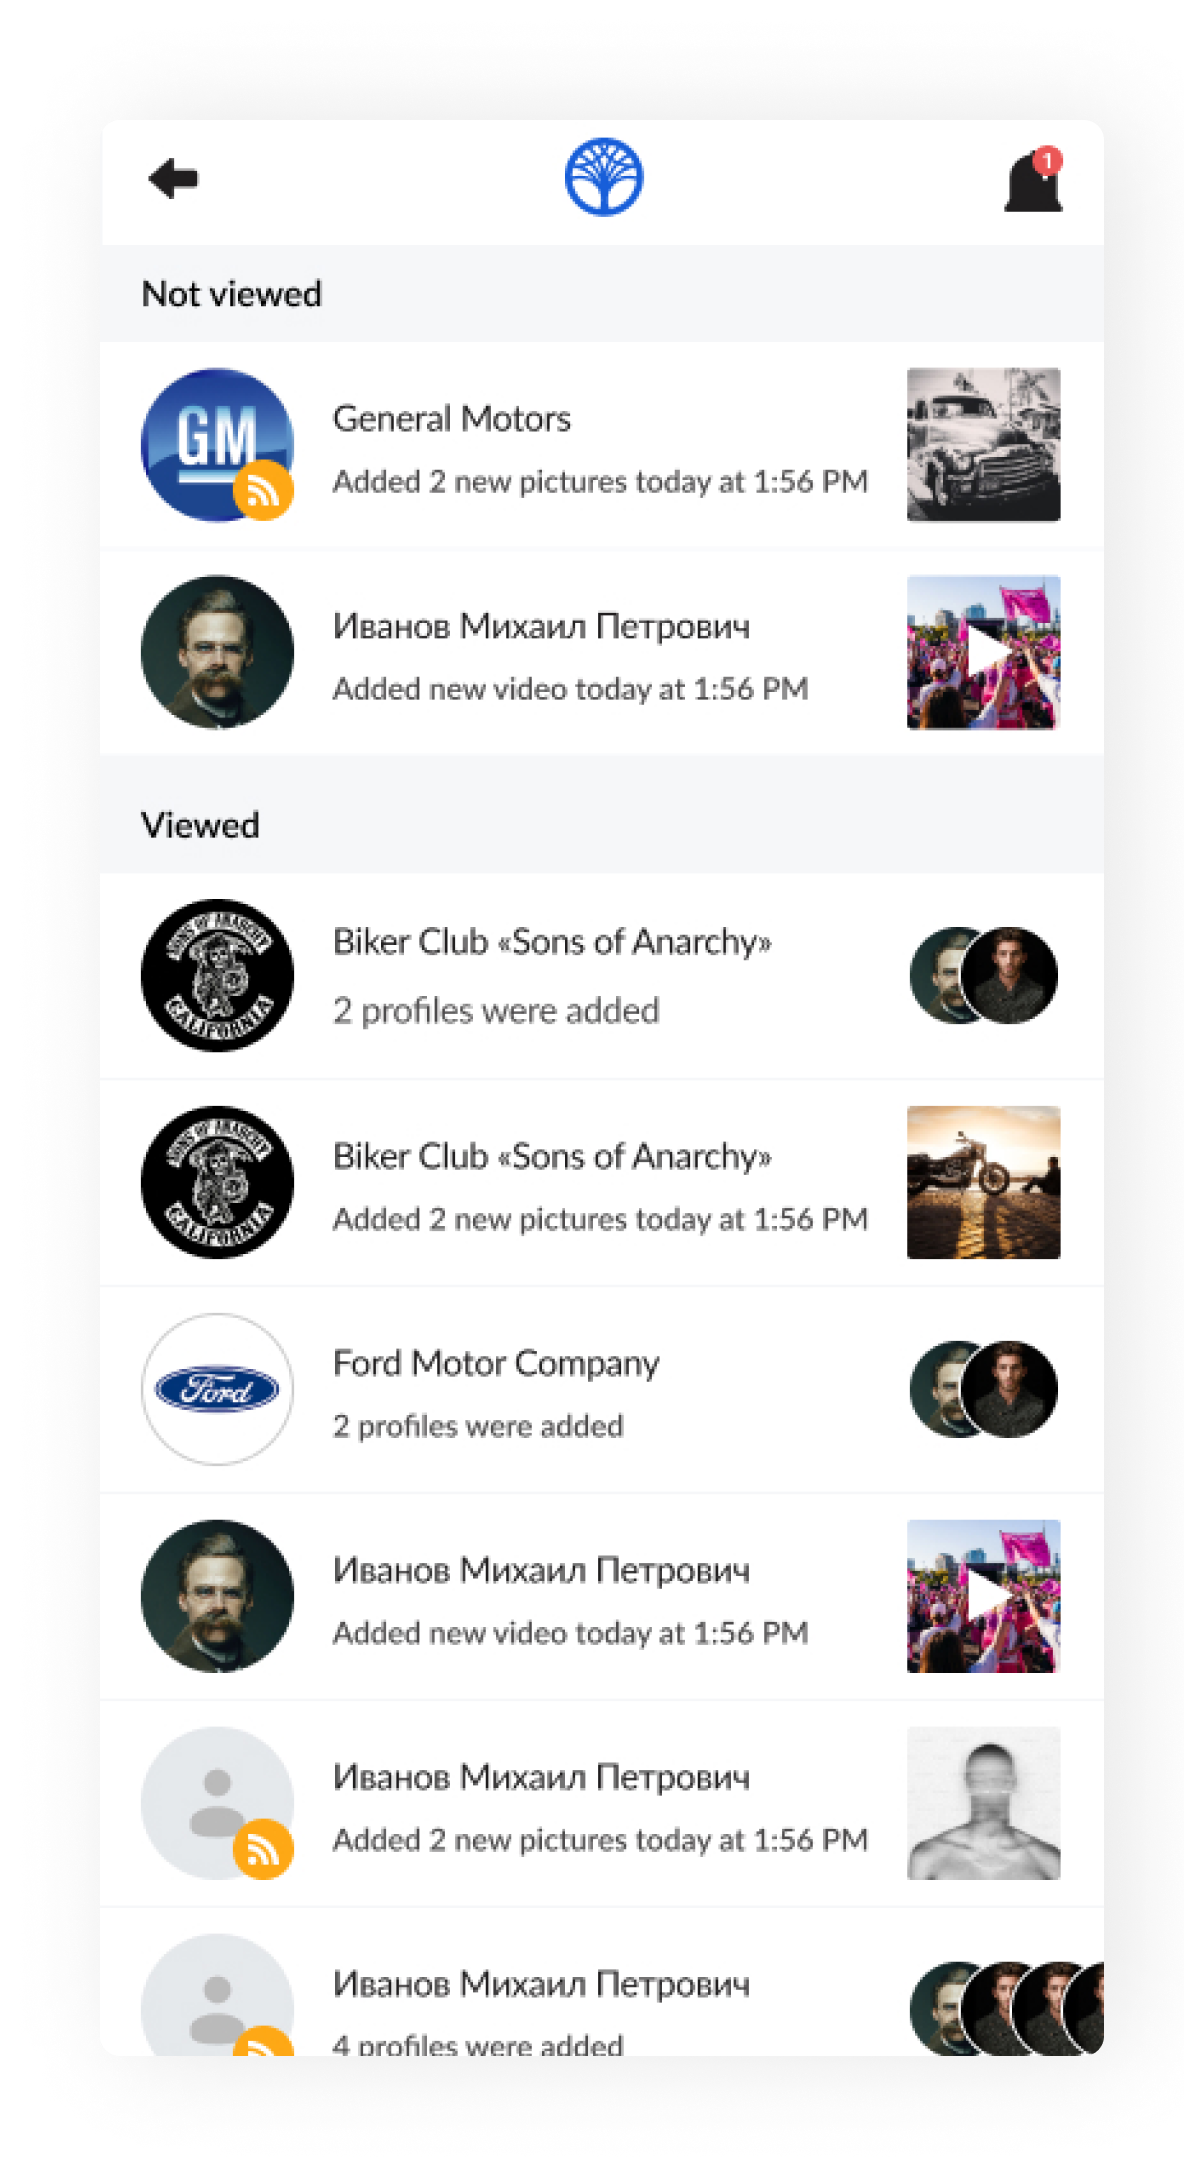 1
Not viewed
GM
General Motors
Added 2 new pictures today at 1:56 PM
Иванов Михаил Петрович
Added new video today at 1:56 PM
Viewed
SONS OF ANARCHY
CALIFORNIA
Biker Club «Sons of Anarchy»
2 profiles were added
SONS OF ANARCHY
CALIFORNIA
Biker Club «Sons of Anarchy»
Added 2 new pictures today at 1:56 PM
Ford
Ford Motor Company
2 profiles were added
Иванов Михаил Петрович
Added new video today at 1:56 PM
Иванов Михаил Петрович
Added 2 new pictures today at 1:56 PM
Иванов Михаил Петрович
4 profiles were added